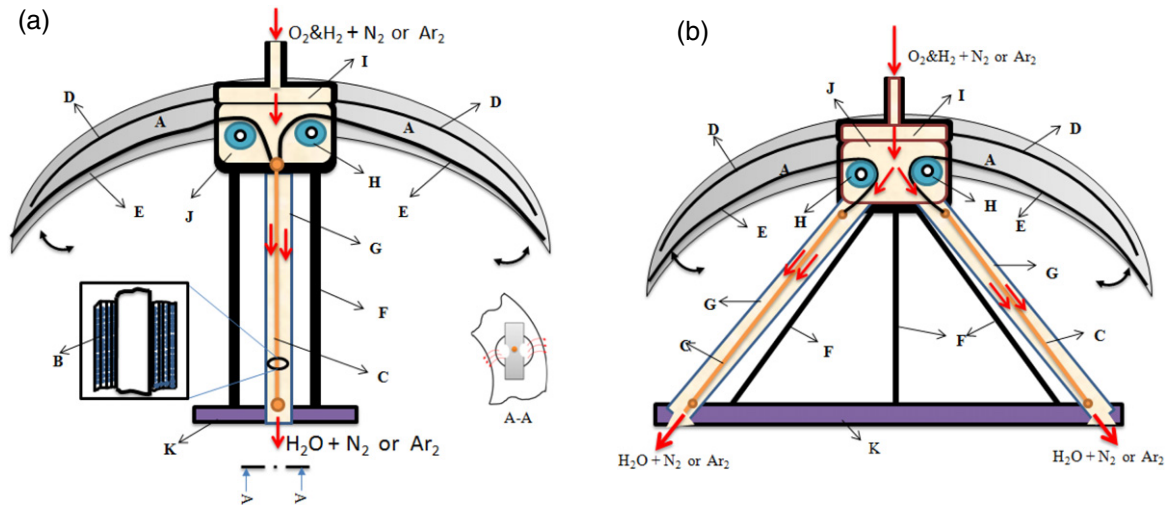 (a)
O2&H2 + N2 or Ar2
I
D
D
A
A
H
E
J
E
G
F
B
C
A-A
K
H2O + N2 or Ar2
A
A
(b)
O2&H2 + N2 or Ar2
J
I
D
D
A
A
H
H
E
E
G
G
C
F
F
C
K
H2O + N2 or Ar2
H2O + N2 or Ar2